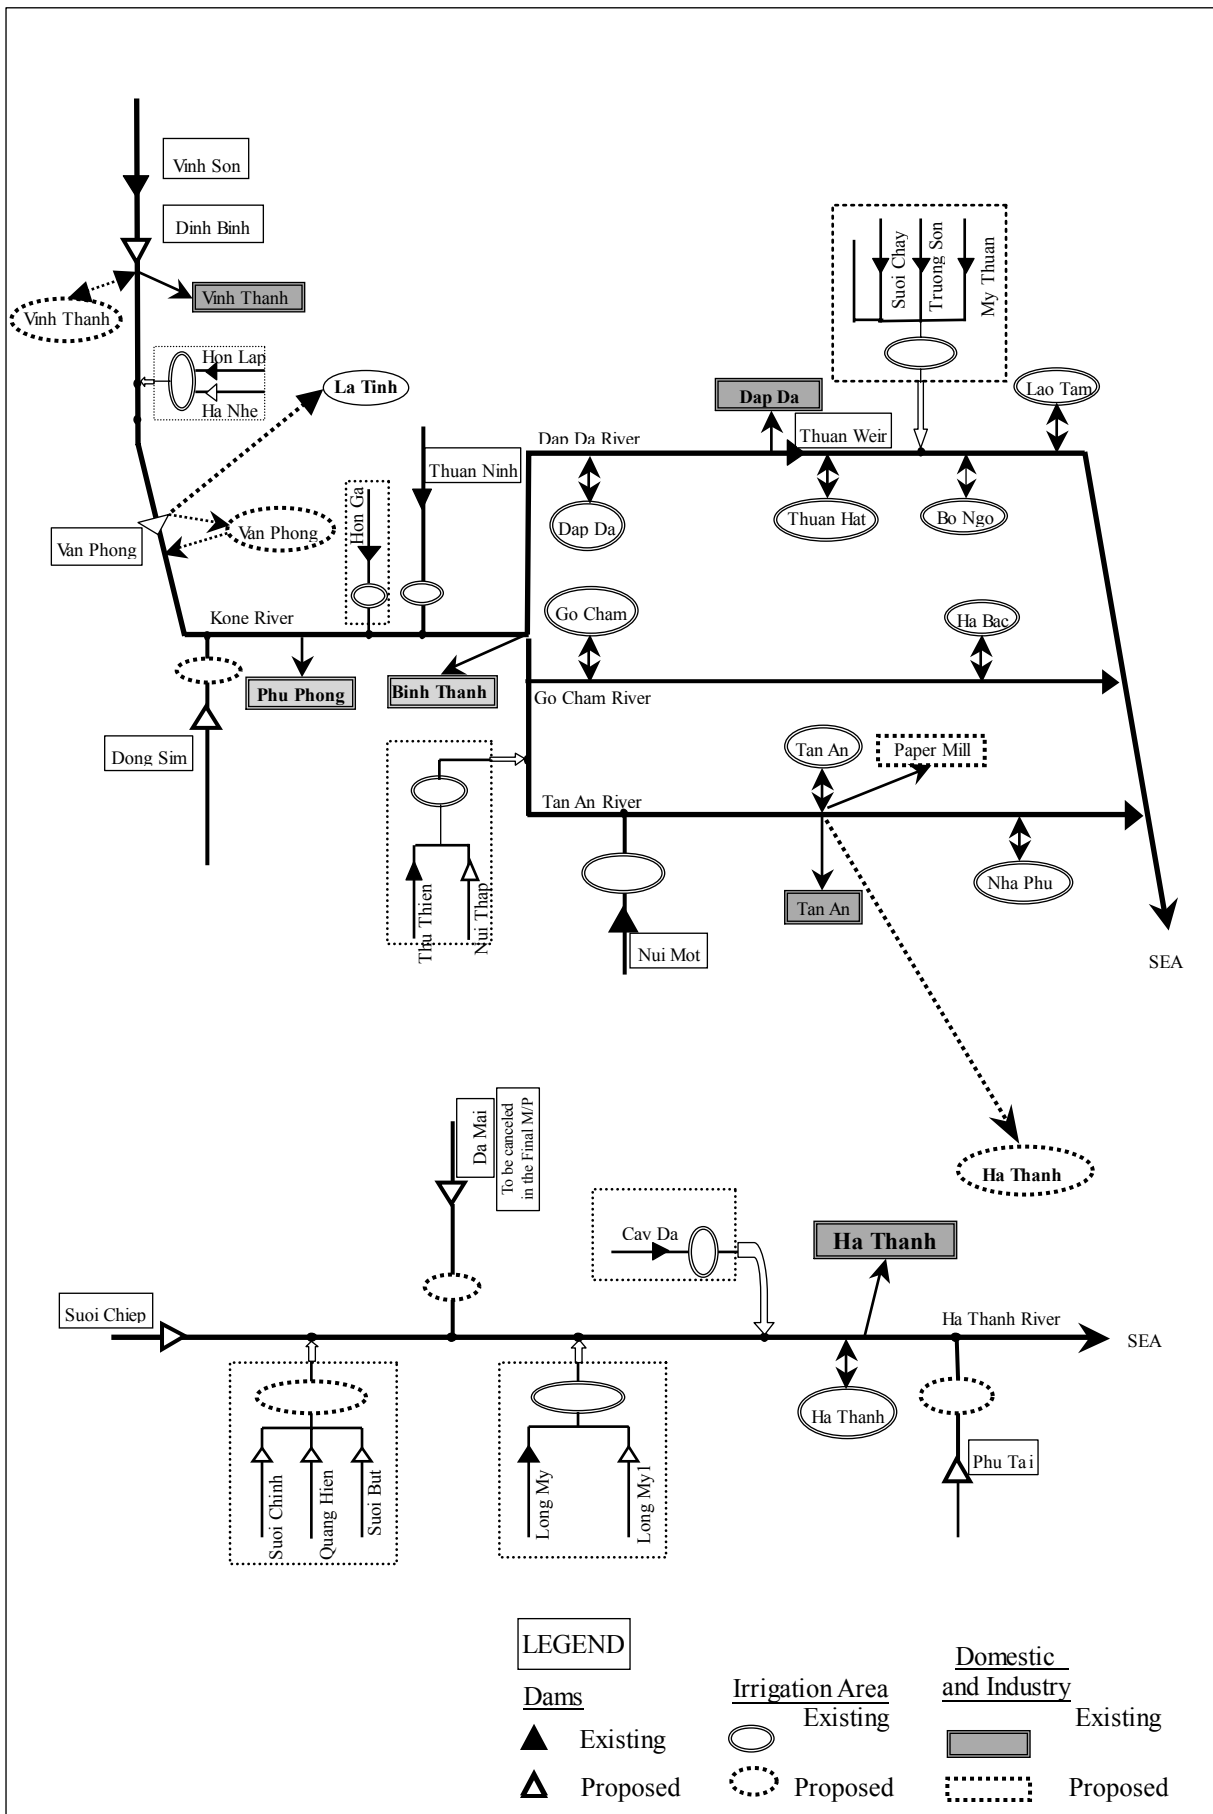 Vinh Son
Dinh Binh
Vinh Thanh
Vinh Thanh
Hon Lap
Ha Nhe
La Tinh
Van Phong
Van Phong
Hon Ga
Thuan Ninh
Kone River
Phu Phong
Binh Thanh
Dong Sim
Suoi Chay
Truong Son
My Thuan
Dap Da
Thuan Weir
Lao Tam
Dap Da River
Dap Da
Thuan Hat
Bo Ngo
Go Cham
Ha Bac
Go Cham River
Tan An
Paper Mill
Tan An River
Thu Thien
Nui Thap
Nui Mot
Tan An
Nha Phu
SEA
Ha Thanh
Da Mai
To be canceled
in the Final M/P
Cav Da
Ha Thanh
Suoi Chiep
Ha Thanh River
SEA
Suoi Chinh
Quang Hien
Suoi But
Long My
Long My1
Ha Thanh
Phu Tai
LEGEND
Dams
Existing
Proposed
Irrigation Area
Existing
Proposed
Domestic
and Industry
Existing
Proposed